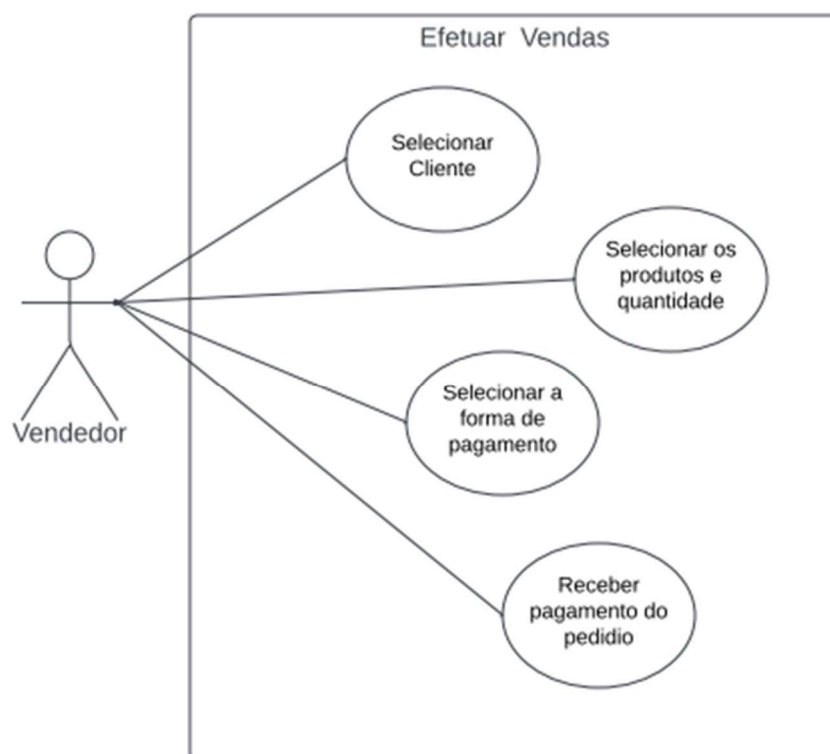 Efetuar Vendas
Selecionar
Cliente
Selecionar os
produtos e
quantidade
Selecionar a
forma de
pagamento
Vendedor
Receber
pagamento do
pedidio